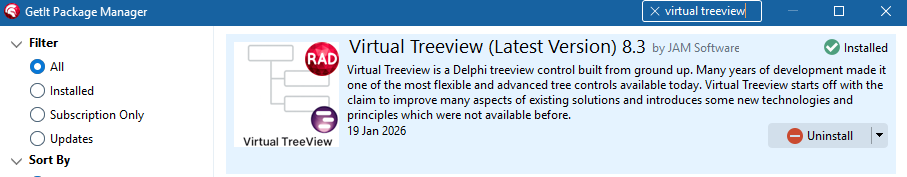 GetIt Package Manager
virtual treeview
Filter
All
Installed
Subscription Only
Updates
Sort By
RAD
Virtual TreeView
Virtual Treeview (Latest Version) 8.3 by JAM Software
Installed
Virtual Treeview is a Delphi treeview control built from ground up. Many years of development made it
one of the most flexible and advanced tree controls available today. Virtual Treeview starts off with the
claim to improve many aspects of existing solutions and introduces some new technologies and
principles which were not available before.
19 Jan 2026
Uninstall